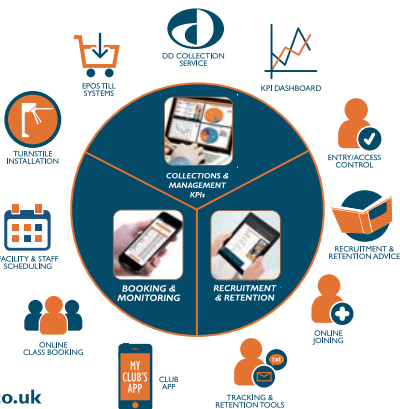 DD COLLECTION
SERVICE
EPOS TILL
SYSTEMS
KPI DASHBOARD
TURNSTILE
INSTALLATION
COLLECTIONS &
MANAGEMENT
KPIs
ENTRY/ACCESS
CONTROL
FACILITY & STAFF
SCHEDULING
BOOKING &
MONITORING
RECRUITMENT
& RETENTION
RECRUITMENT &
RETENTION ADVICE
ONLINE
CLASS BOOKING
MY
CLUB'S
APP
CLUB
APP
txt
TRACKING &
RETENTION TOOLS
ONLINE
JOINING
co.uk